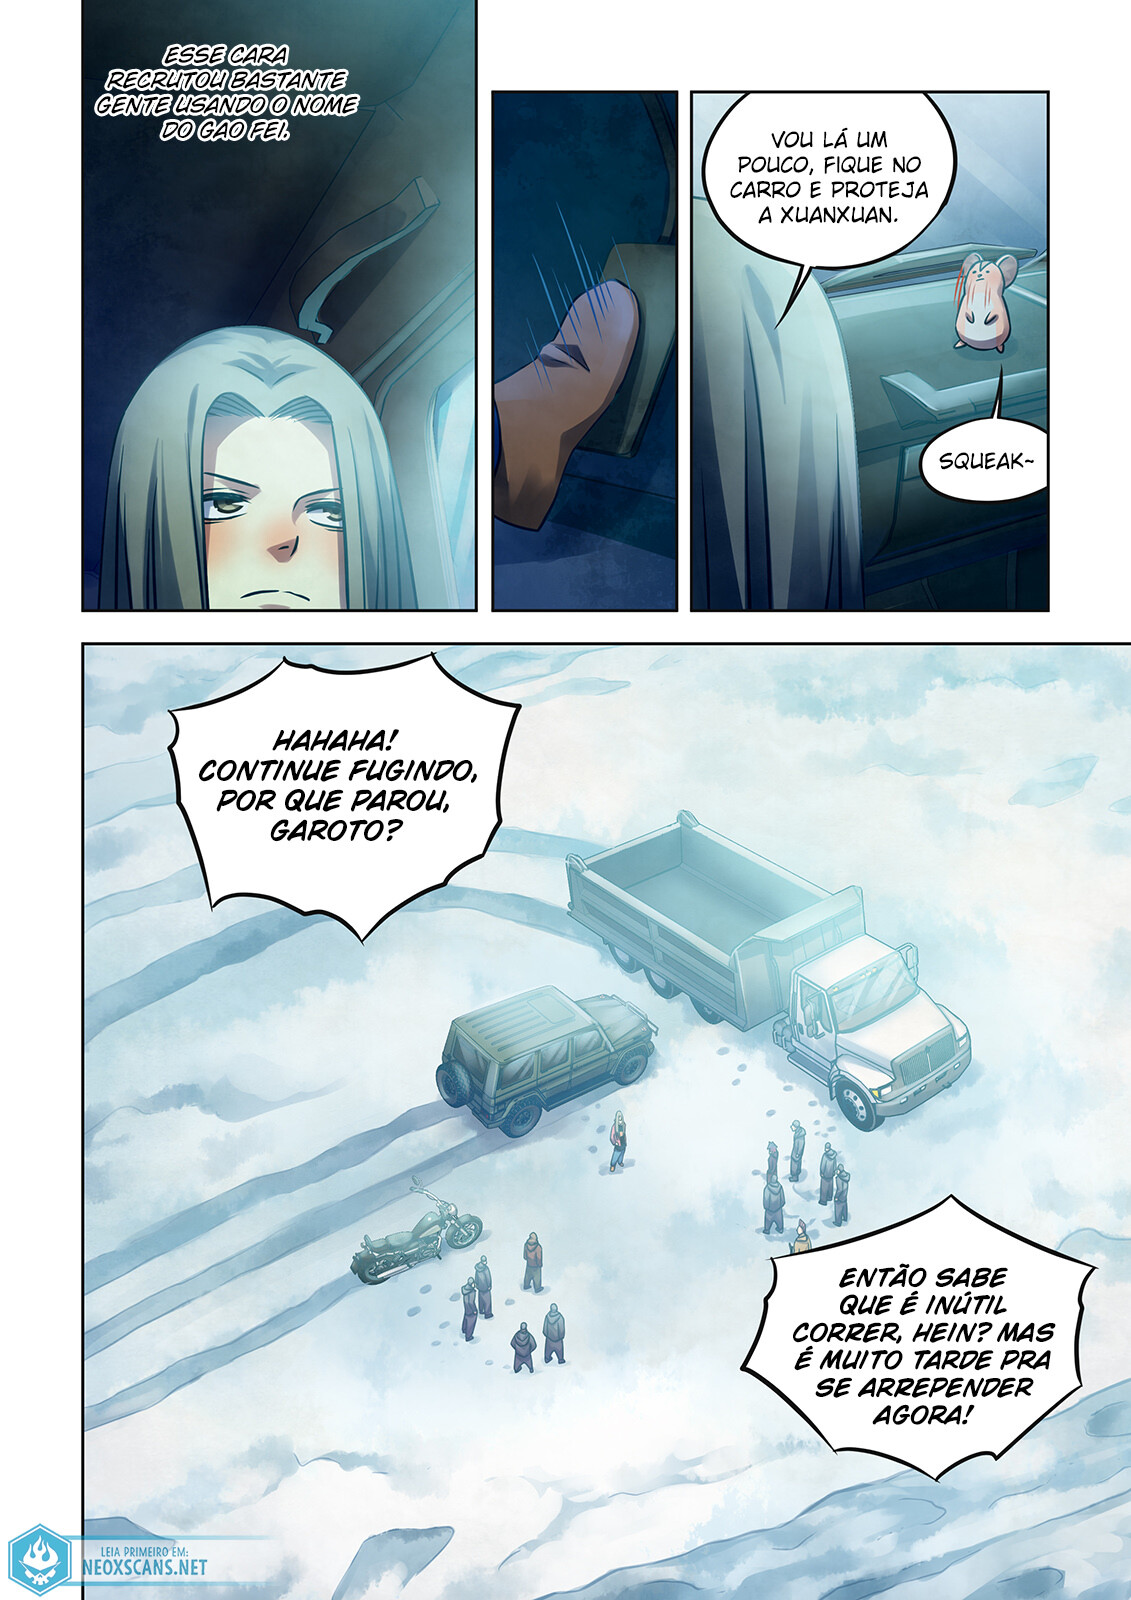 ESSE CARA
RECRUTOU BASTANTE
GENTE USANDO O NOME
DO GAO FEI.
VOU LÁ UM
POUCO, FIQUE NO
CARRO E PROTEJA
A XUANXUAN.
SQUEAK~
HAHAHA!
CONTINUE FUGINDO,
POR QUE PAROU,
GAROTO?
ENTÃO SABE
QUE É INÚTIL
CORRER, HEIN? MAS
É MUITO TARDE PRA
SE ARREPENDER
AGORA!
LEIA PRIMEIRO EM:
NEOXSCANS.NET